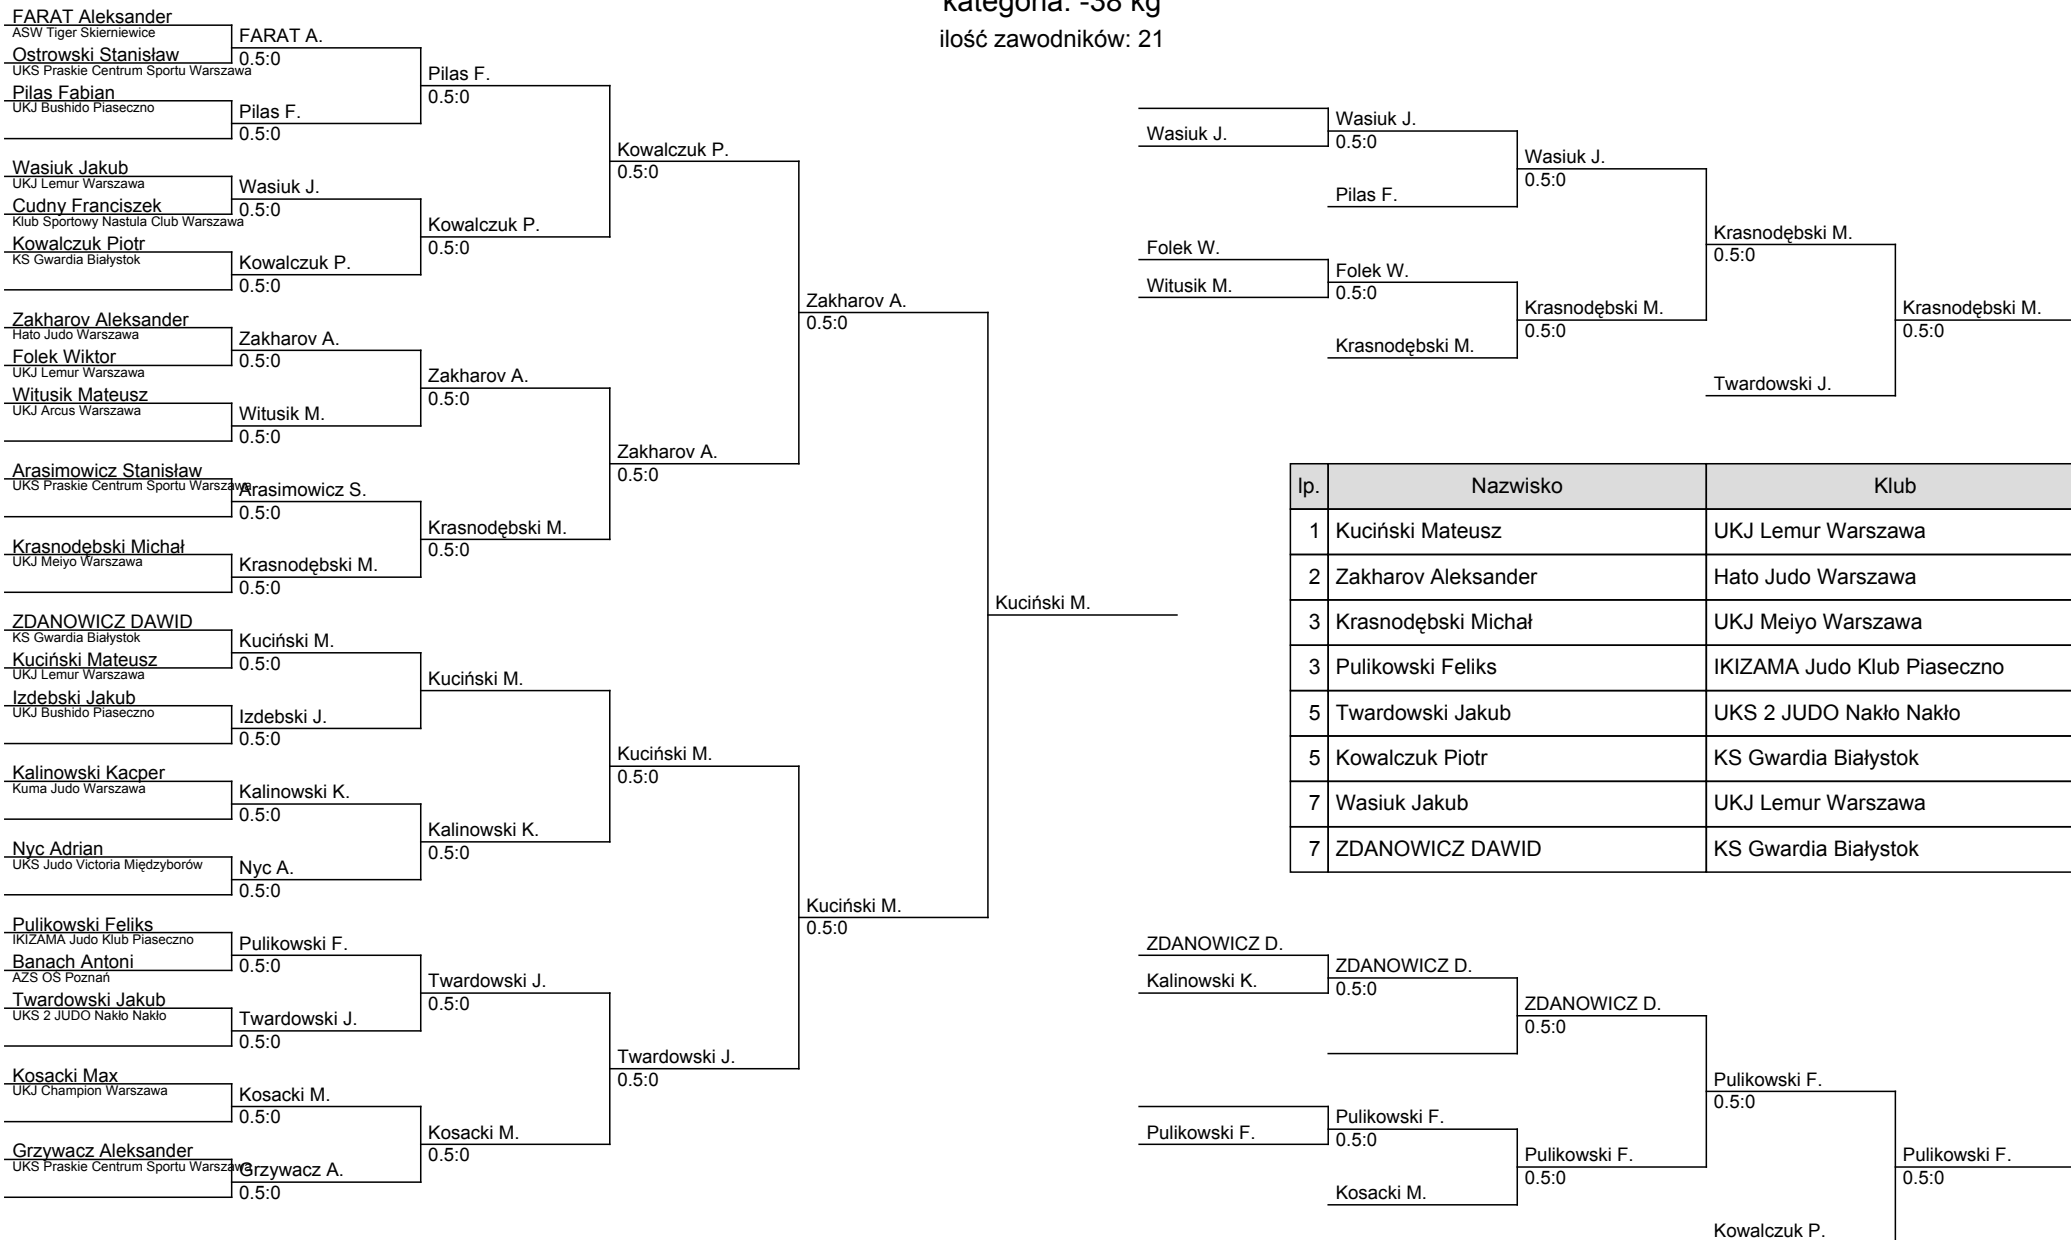 kategoria: -38 kg
ilość zawodników: 21
FARAT Aleksander
ASW Tiger Skierniewice
Ostrowski Stanisław
UKS Praskie Centrum Sportu Warszawa
Pilas Fabian
UKJ Bushido Piaseczno
Wasiuk Jakub
UKJ Lemur Warszawa
Cudny Franciszek
Klub Sportowy Nastula Club Warszawa
Kowalczuk Piotr
KS Gwardia Białystok
Zakharov Aleksander
Hato Judo Warszawa
Folek Wiktor
UKJ Lemur Warszawa
Witusik Mateusz
UKJ Arcus Warszawa
Arasimowicz Stanisław
UKS Praskie Centrum Sportu Warszawa
Krasnodębski Michał
UKJ Meiyo Warszawa
ZDANOWICZ DAWID
KS Gwardia Białystok
Kuciński Mateusz
UKJ Lemur Warszawa
Izdebski Jakub
UKJ Bushido Piaseczno
Kalinowski Kacper
Kuma Judo Warszawa
Nyc Adrian
UKS Judo Victoria Międzyborów
Pulikowski Feliks
IKIZAMA Judo Klub Piaseczno
Banach Antoni
AZS OŚ Poznań
Twardowski Jakub
UKS 2 JUDO Nakło Nakło
Kosacki Max
UKJ Champion Warszawa
Grzywacz Aleksander
UKS Praskie Centrum Sportu Warszawa
FARAT A.
0.5:0
Pilas F.
0.5:0
Wasiuk J.
0.5:0
Kowalczuk P.
0.5:0
Zakharov A.
0.5:0
Witusik M.
0.5:0
Arasimowicz S.
0.5:0
Krasnodębski M.
0.5:0
Kuciński M.
0.5:0
Izdebski J.
0.5:0
Kalinowski K.
0.5:0
Nyc A.
0.5:0
Pulikowski F.
0.5:0
Twardowski J.
0.5:0
Kosacki M.
0.5:0
Grzywacz A.
0.5:0
Pilas F.
0.5:0
Kowalczuk P.
0.5:0
Zakharov A.
0.5:0
Krasnodębski M.
0.5:0
Kuciński M.
Kalinowski K.
0.5:0
Twardowski J.
0.5:0
Kosacki M.
0.5:0
Kowalczuk P.
0.5:0
Zakharov A.
0.5:0
Kuciński M.
0.5:0
Twardowski J.
0.5:0
Zakharov A.
0.5:0
Kuciński M.
0.5:0
Kuciński M.
Wasiuk J.
Folek W.
Witusik M.
Wasiuk J.
0.5:0
Pilas F.
Folek W.
0.5:0
Krasnodębski M.
Wasiuk J.
0.5:0
Krasnodębski M.
0.5:0
Krasnodębski M.
0.5:0
Twardowski J.
Krasnodębski M.
0.5:0
lp. Nazwisko Klub
1 Kuciński Mateusz UKJ Lemur Warszawa
2 Zakharov Aleksander Hato Judo Warszawa
3 Krasnodębski Michał UKJ Meiyo Warszawa
3 Pulikowski Feliks IKIZAMA Judo Klub Piaseczno
5 Twardowski Jakub UKS 2 JUDO Nakło Nakło
5 Kowalczuk Piotr KS Gwardia Białystok
7 Wasiuk Jakub UKJ Lemur Warszawa
7 ZDANOWICZ DAWID KS Gwardia Białystok
ZDANOWICZ D.
Kalinowski K.
Pulikowski F.
ZDANOWICZ D.
0.5:0
Pulikowski F.
0.5:0
Kosacki M.
ZDANOWICZ D.
0.5:0
Pulikowski F.
0.5:0
Pulikowski F.
0.5:0
Kowalczuk P.
Pulikowski F.
0.5:0